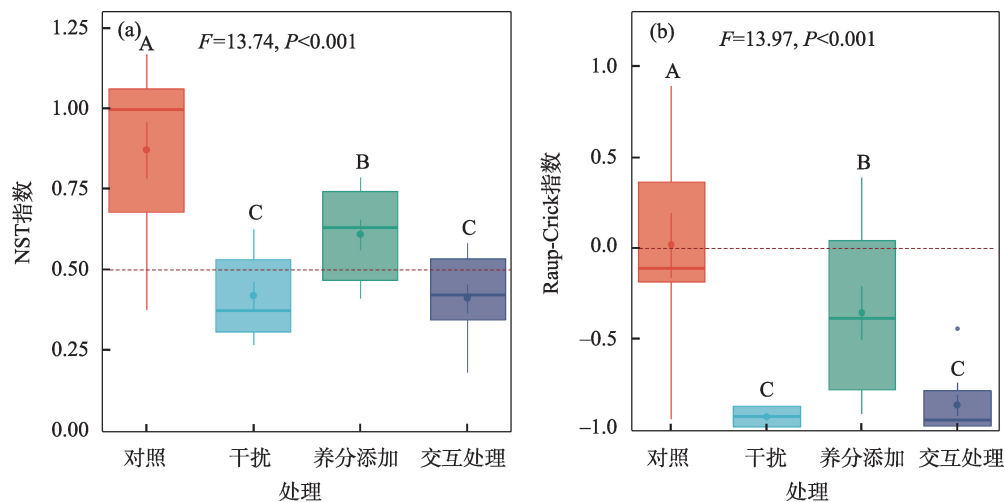 (a)
F=13.74, P<0.001
1.25
1.00
0.75
0.50
0.25
0.00
NST指数
A
C
B
C
对照
干扰
养分添加
交互处理
处理
(b)
F=13.97, P<0.001
1.0
0.5
0.0
–0.5
–1.0
Raup-Crick指数
A
C
B
C
对照
干扰
养分添加
交互处理
处理